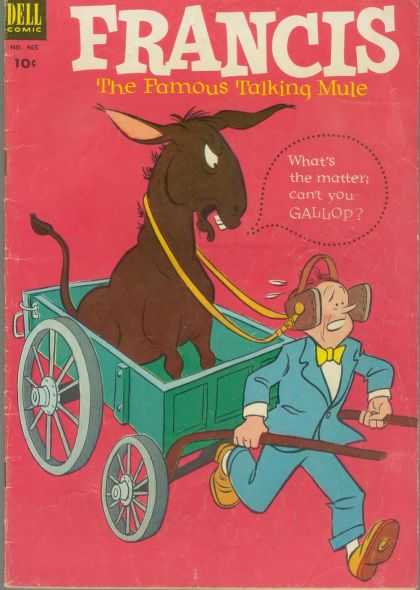 DELL
COMIC
NO. 465
10¢
FRANCIS
The Famous Talking Mule
What's
the matter;
can't you
GALLOP?